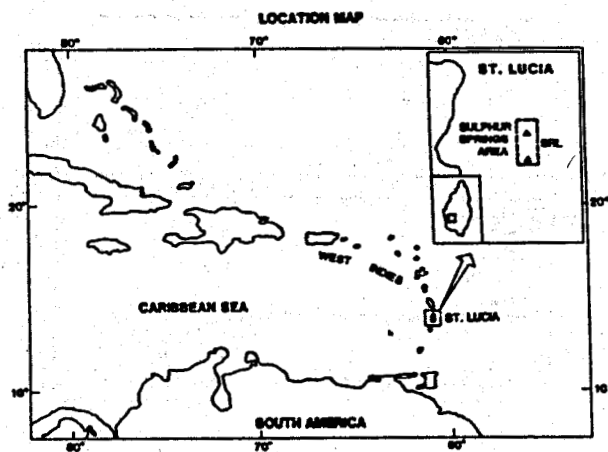 LOCATION MAP
80° 70° 60°
ST. LUCIA
SULPHUR
SPRINGS
AREA
SRL
20° 20°
WEST INDIES
CARIBBEAN SEA
ST. LUCIA
10° 10
SOUTH AMERICA
80° 70° 60°